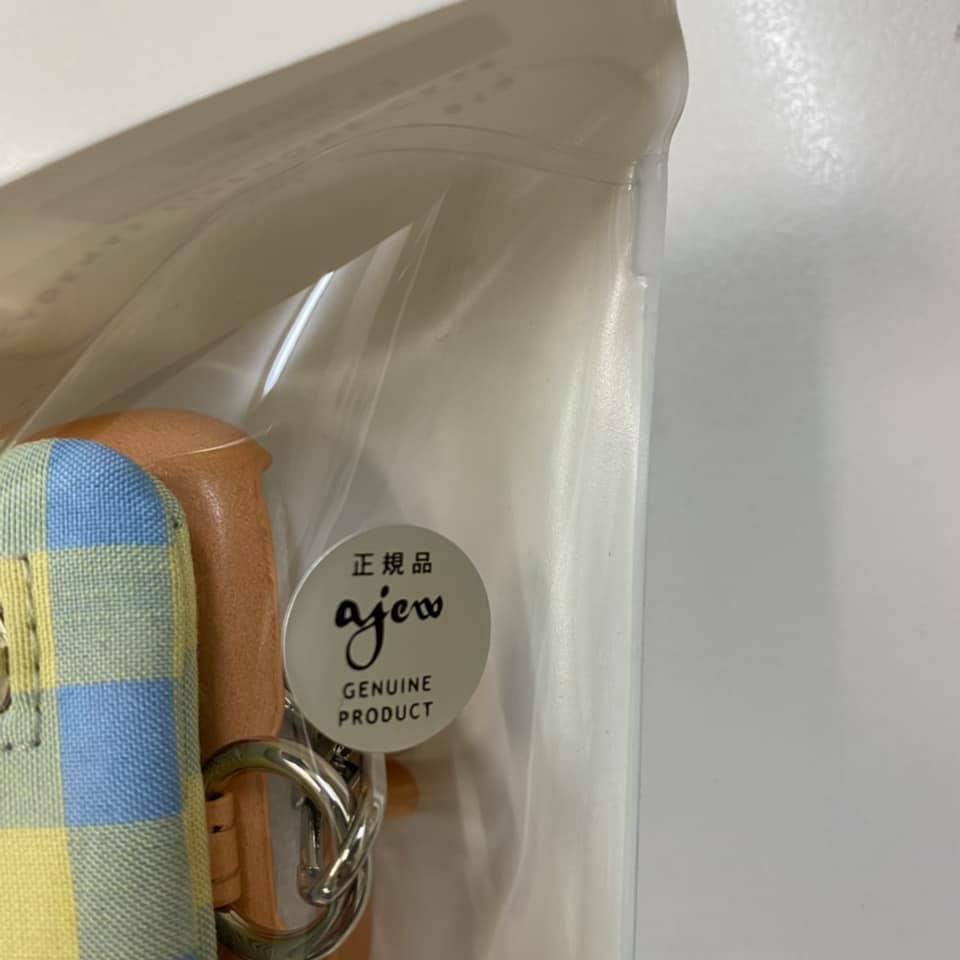 正規品
ajew
GENUINE
PRODUCT